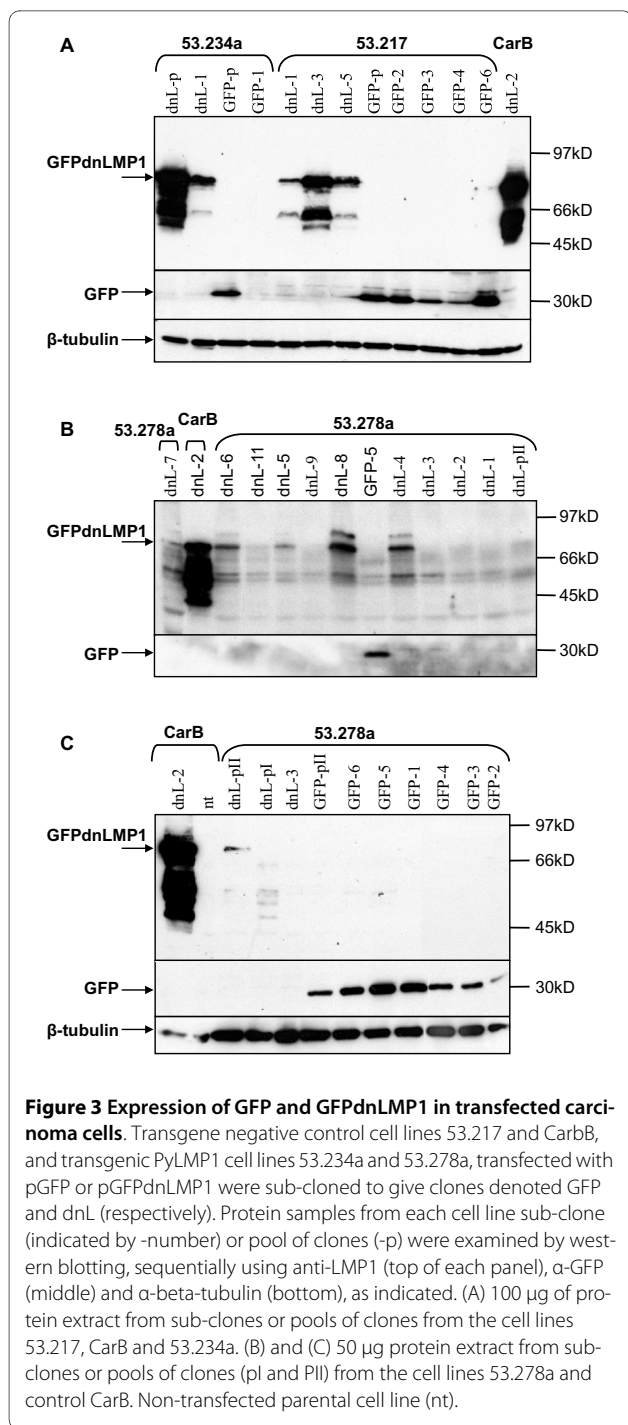 A
53.234a
53.217
CarB
dnL-p
dnL-1
GFP-p
GFP-1
dnL-1
dnL-3
dnL-5
GFP-p
GFP-2
GFP-3
GFP-4
GFP-6
dnL-2
GFPdnLMP1
97kD
66kD
45kD
GFP
30kD
β-tubulin
B
53.278a
CarB
53.278a
dnL-7
dnL-2
dnL-6
dnL-11
dnL-5
dnL-9
dnL-8
GFP-5
dnL-4
dnL-3
dnL-2
dnL-1
dnL-pII
GFPdnLMP1
97kD
66kD
45kD
GFP
30kD
C
CarB
53.278a
dnL-2
nt
dnL-pII
dnL-pI
dnL-3
GFP-pII
GFP-6
GFP-5
GFP-1
GFP-4
GFP-3
GFP-2
GFPdnLMP1
97kD
66kD
45kD
GFP
30kD
β-tubulin
Figure 3 Expression of GFP and GFPdnLMP1 in transfected carci-
noma cells. Transgene negative control cell lines 53.217 and CarbB,
and transgenic PyLMP1 cell lines 53.234a and 53.278a, transfected with
pGFP or pGFPdnLMP1 were sub-cloned to give clones denoted GFP
and dnL (respectively). Protein samples from each cell line sub-clone
(indicated by -number) or pool of clones (-p) were examined by west-
ern blotting, sequentially using anti-LMP1 (top of each panel), α-GFP
(middle) and α-beta-tubulin (bottom), as indicated. (A) 100 μg of pro-
tein extract from sub-clones or pools of clones from the cell lines
53.217, CarB and 53.234a. (B) and (C) 50 μg protein extract from sub-
clones or pools of clones (pI and PII) from the cell lines 53.278a and
control CarB. Non-transfected parental cell line (nt).